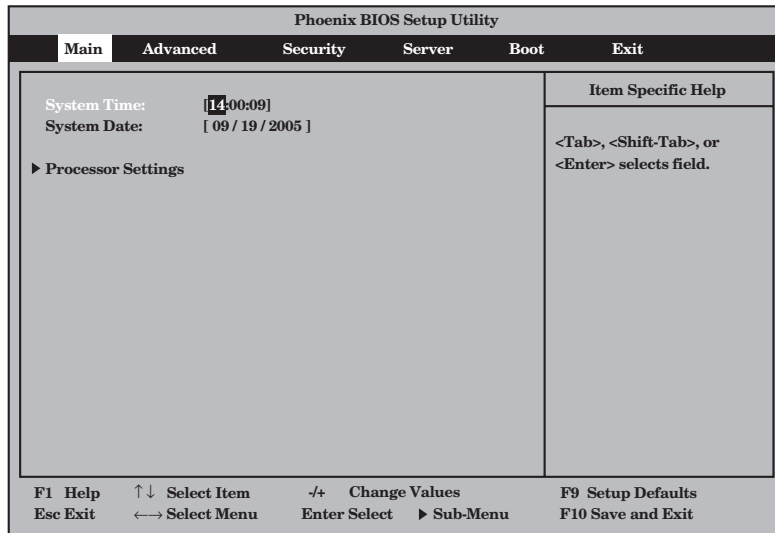 Phoenix BIOS Setup Utility
Main Advanced Security Server Boot Exit
System Time: [14:00:09]
System Date: [ 09 / 19 / 2005 ]
▶ Processor Settings
Item Specific Help
<Tab>, <Shift-Tab>, or
<Enter> selects field.
F1 Help ↑↓ Select Item -/+ Change Values F9 Setup Defaults
Esc Exit ←→ Select Menu Enter Select ▶ Sub-Menu F10 Save and Exit